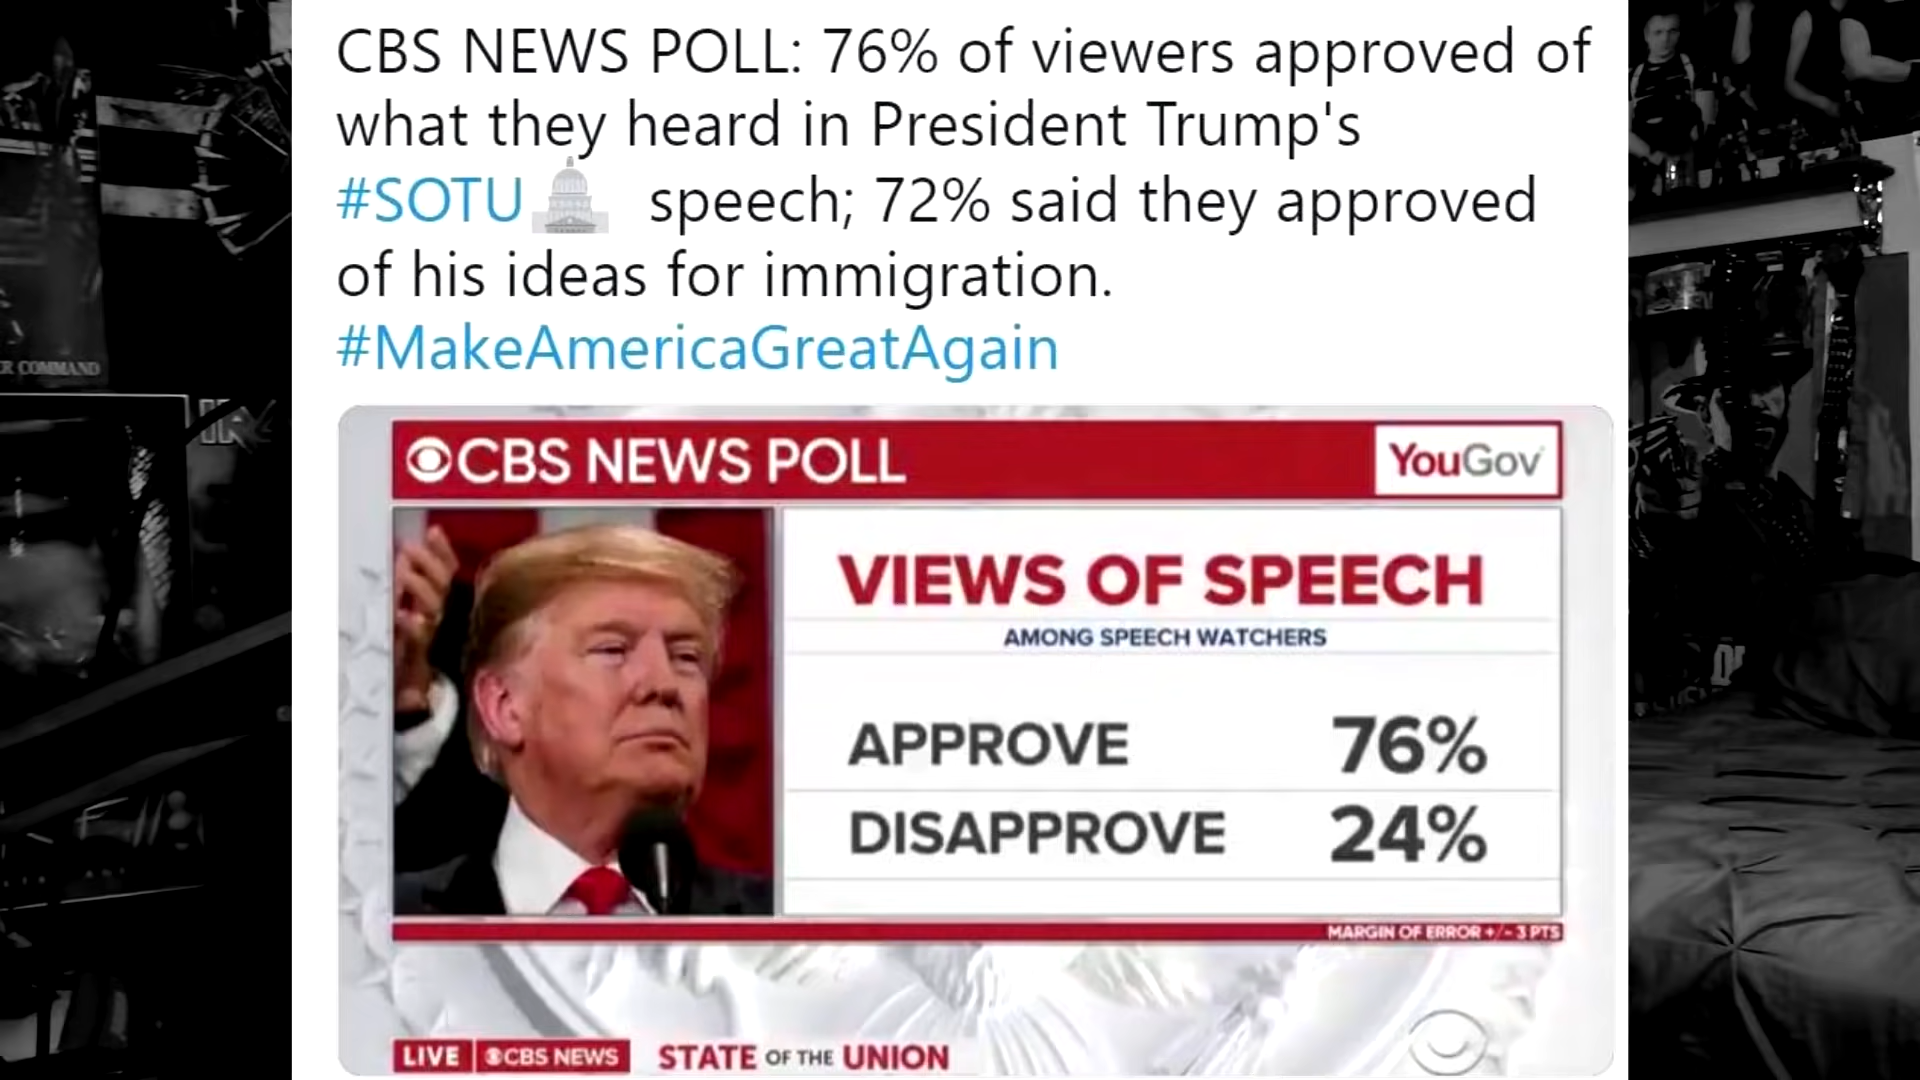 CBS NEWS POLL: 76% of viewers approved of
what they heard in President Trump's
#SOTU speech; 72% said they approved
of his ideas for immigration.
#MakeAmericaGreatAgain
CBS NEWS POLL
YouGov
VIEWS OF SPEECH
AMONG SPEECH WATCHERS
APPROVE 76%
DISAPPROVE 24%
MARGIN OF ERROR +/- 3 PTS
LIVE CBS NEWS STATE OF THE UNION
R COMMAND